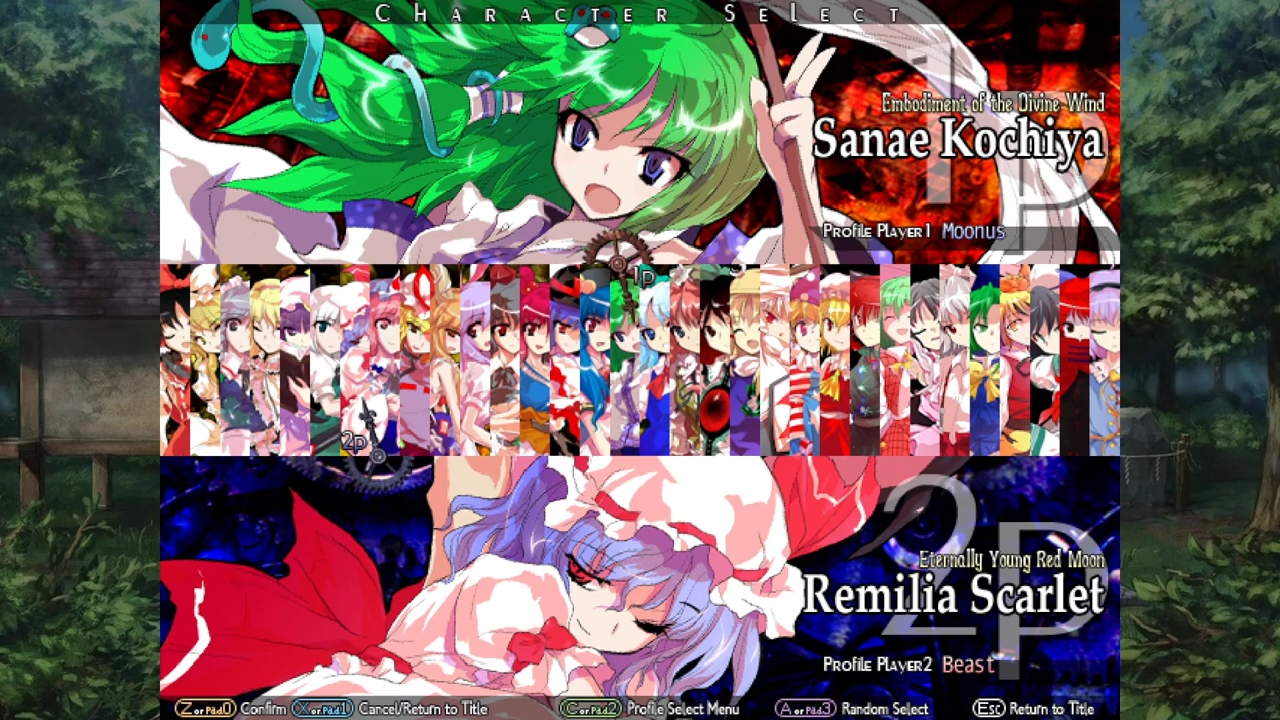 Character Select
1P
Embodiment of the Divine Wind
Sanae Kochiya
Profile Player1 Moonus
1P
2P
2P
Eternally Young Red Moon
Remilia Scarlet
Profile Player2 Beast
Z or Pad0 Confirm X or Pad1 Cancel/Return to Title C or Pad2 Profile Select Menu A or Pad3 Random Select Esc Return to Title